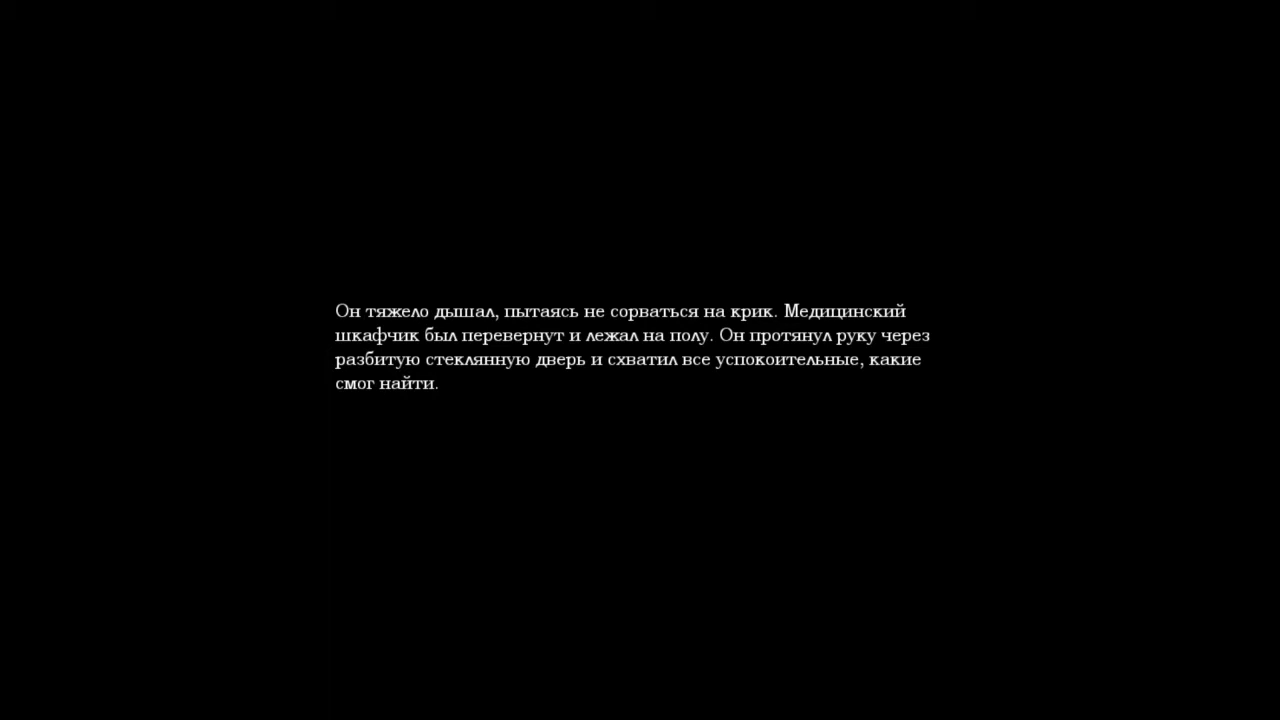 Он тяжело дышал, пытаясь не сорваться на крик. Медицинский
шкафчик был перевернут и лежал на полу. Он протянул руку через
разбитую стеклянную дверь и схватил все успокоительные, какие
смог найти.